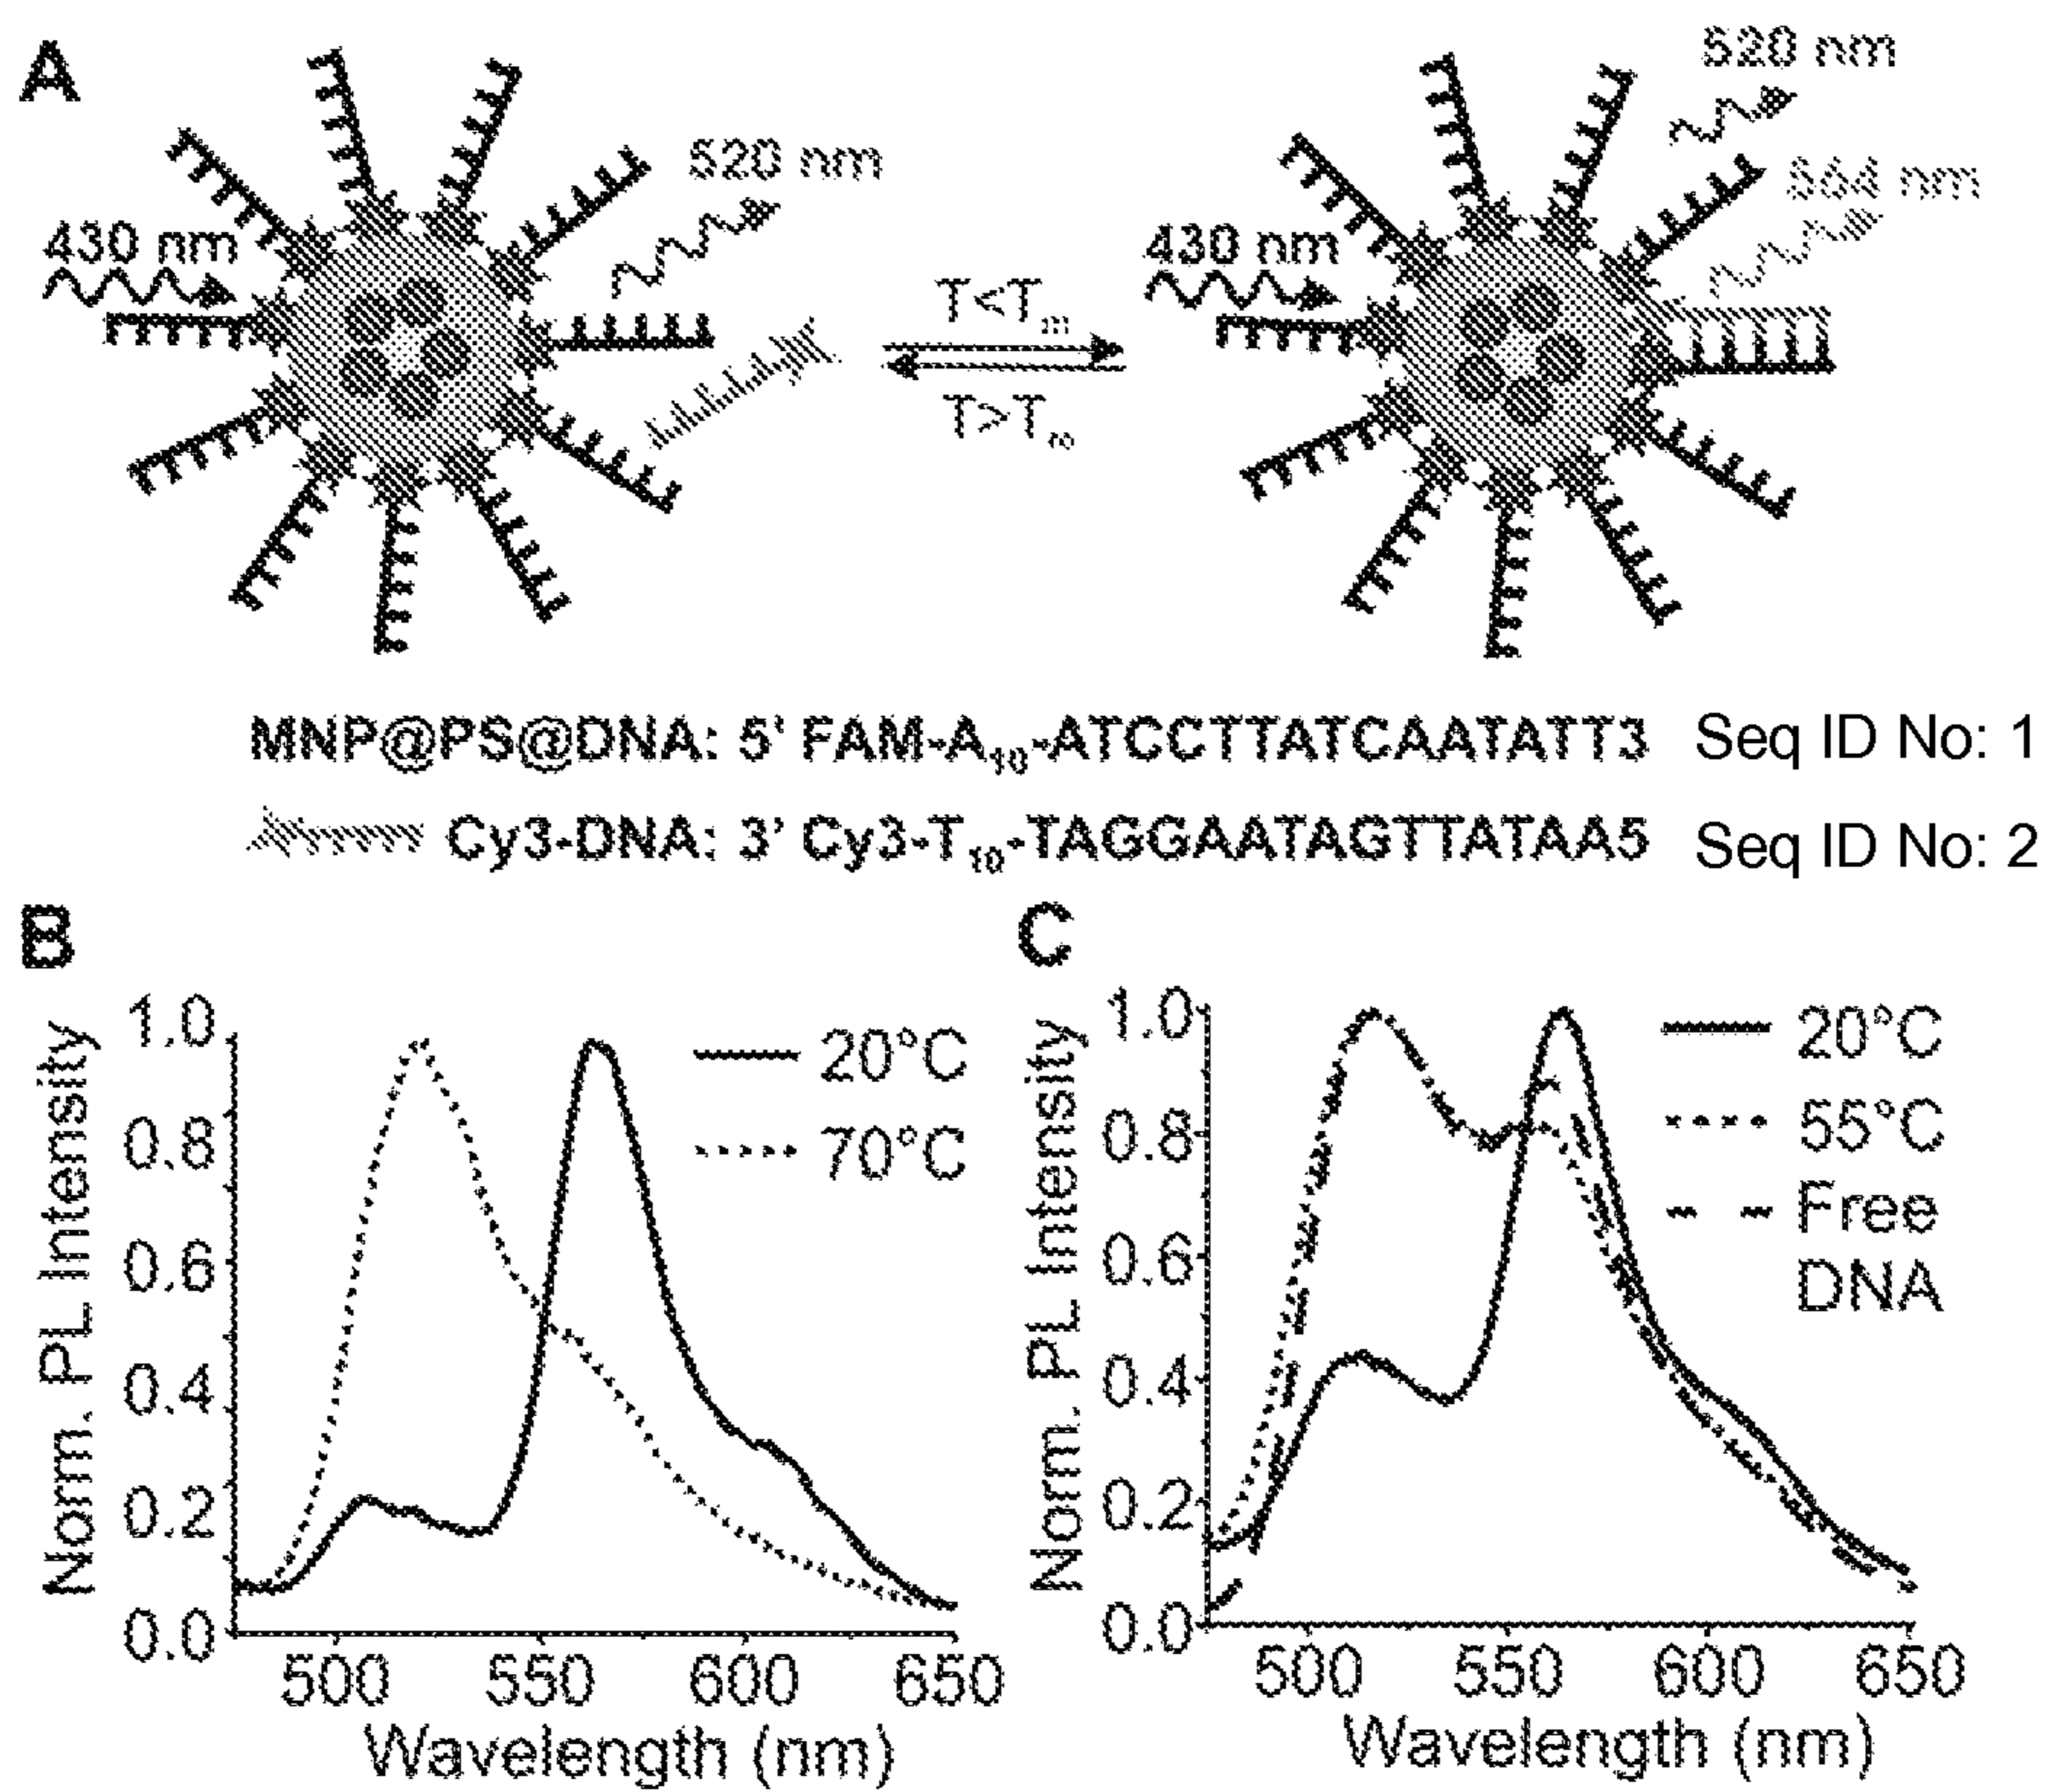 A
520 nm
520 nm
564 nm
430 nm
430 nm
T<Tm
T>Tm
MNP@PS@DNA: 5' FAM-A10-ATCCTTATCAATATT3 Seq ID No: 1
Cy3-DNA: 3' Cy3-T10-TAGGAATAGTTATAA5 Seq ID No: 2
B
Norm. PL Intensity
1.0
0.8
0.6
0.4
0.2
0.0
20°C
70°C
500 550 600 650
Wavelength (nm)
C
Norm. PL Intensity
1.0
0.8
0.6
0.4
0.2
0.0
20°C
55°C
Free
DNA
500 550 600 650
Wavelength (nm)